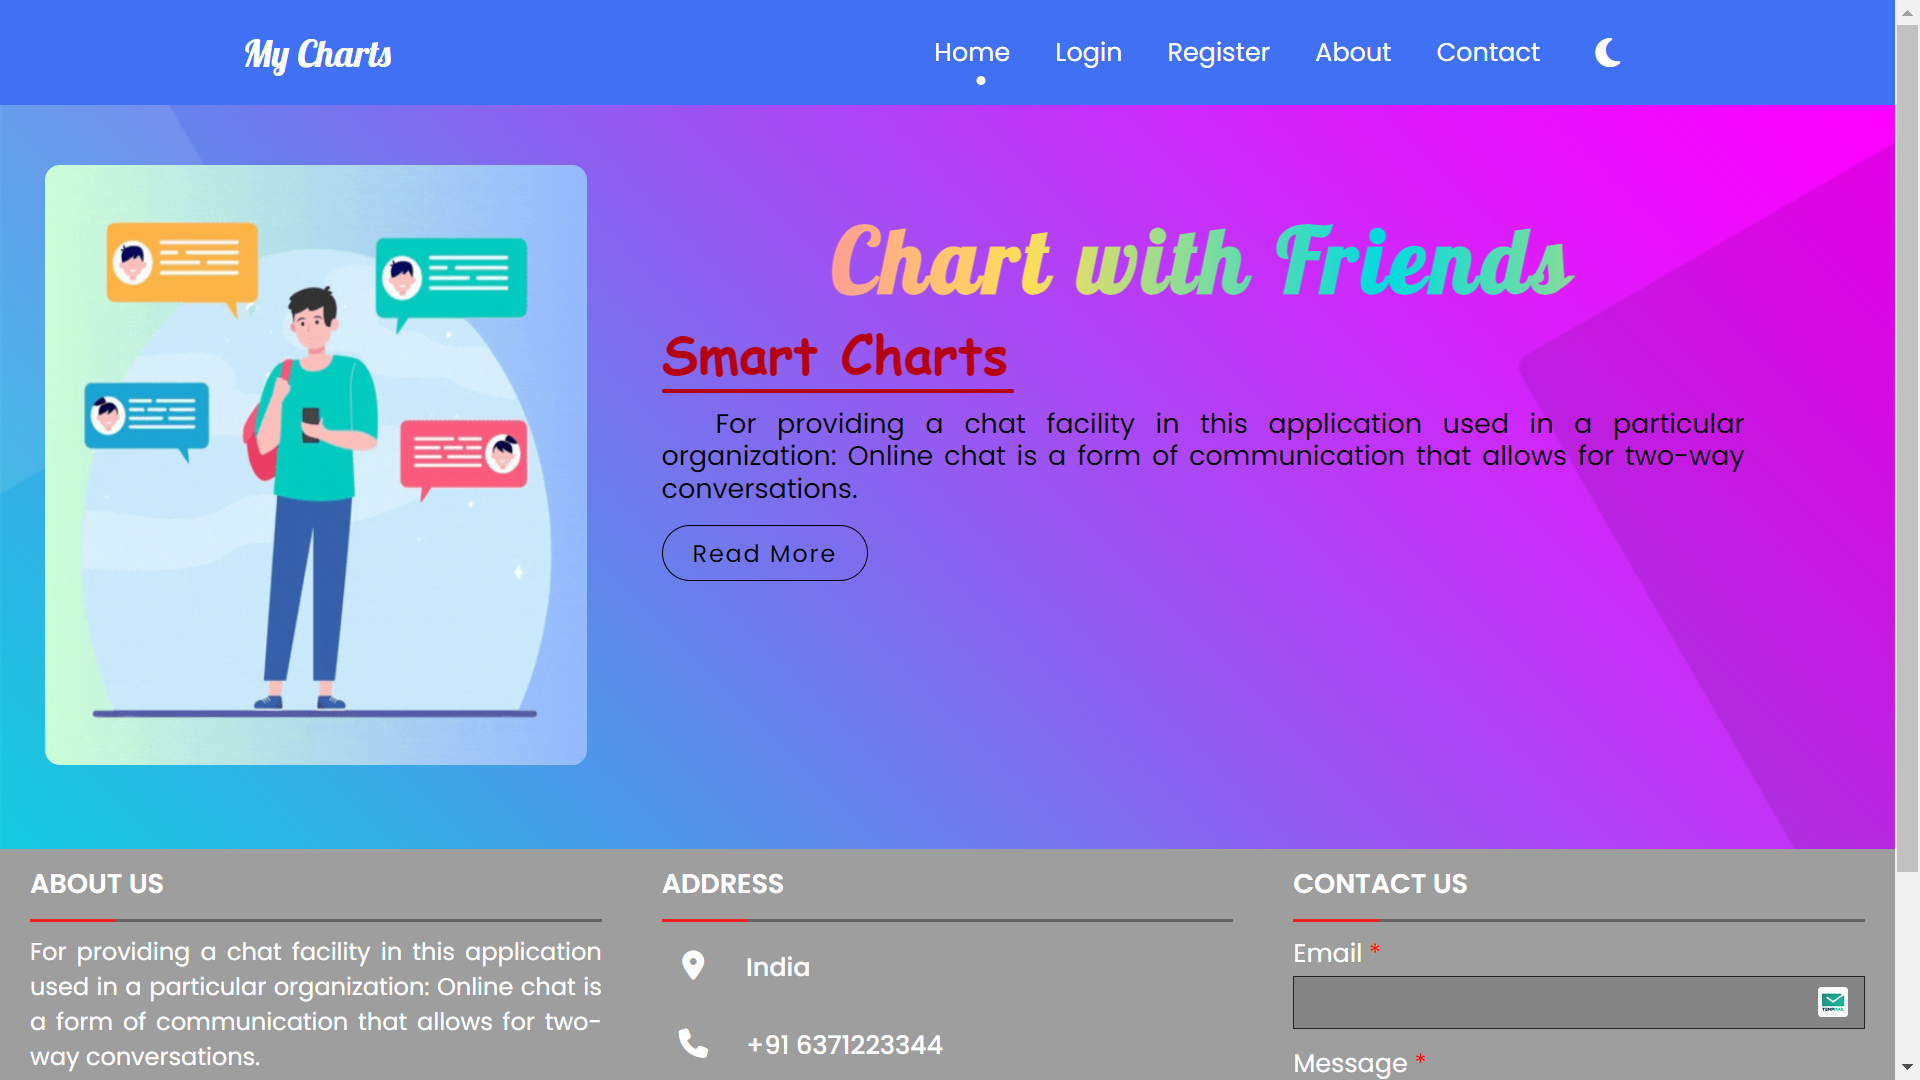 My Charts
Home Login Register About Contact
Chart with Friends
Smart Charts
For providing a chat facility in this application used in a particular
organization: Online chat is a form of communication that allows for two-way
conversations.
Read More
ABOUT US
For providing a chat facility in this application
used in a particular organization: Online chat is
a form of communication that allows for two-
way conversations.
ADDRESS
India
+91 6371223344
CONTACT US
Email *
TEMPMAIL
Message *